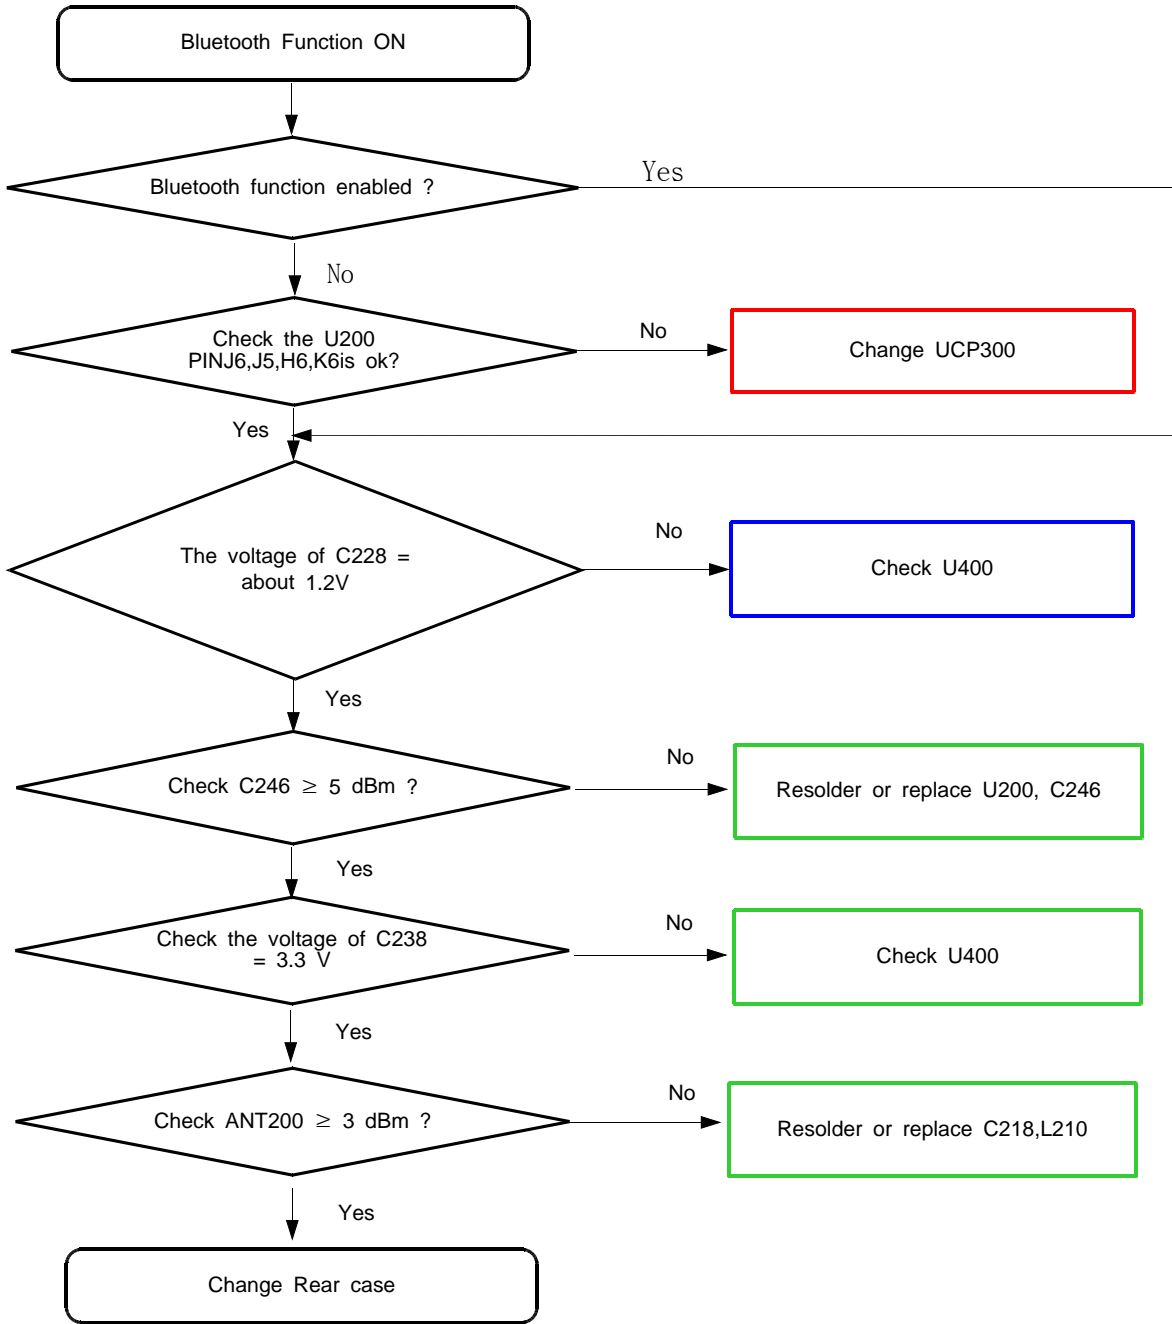 Bluetooth Function ON
Bluetooth function enabled ?
Yes
No
Check the U200
PINJ6,J5,H6,K6is ok?
No
Change UCP300
Yes
The voltage of C228 =
about 1.2V
No
Check U400
Yes
Check C246 ≥ 5 dBm ?
No
Resolder or replace U200, C246
Yes
Check the voltage of C238
= 3.3 V
No
Check U400
Yes
Check ANT200 ≥ 3 dBm ?
No
Resolder or replace C218,L210
Yes
Change Rear case